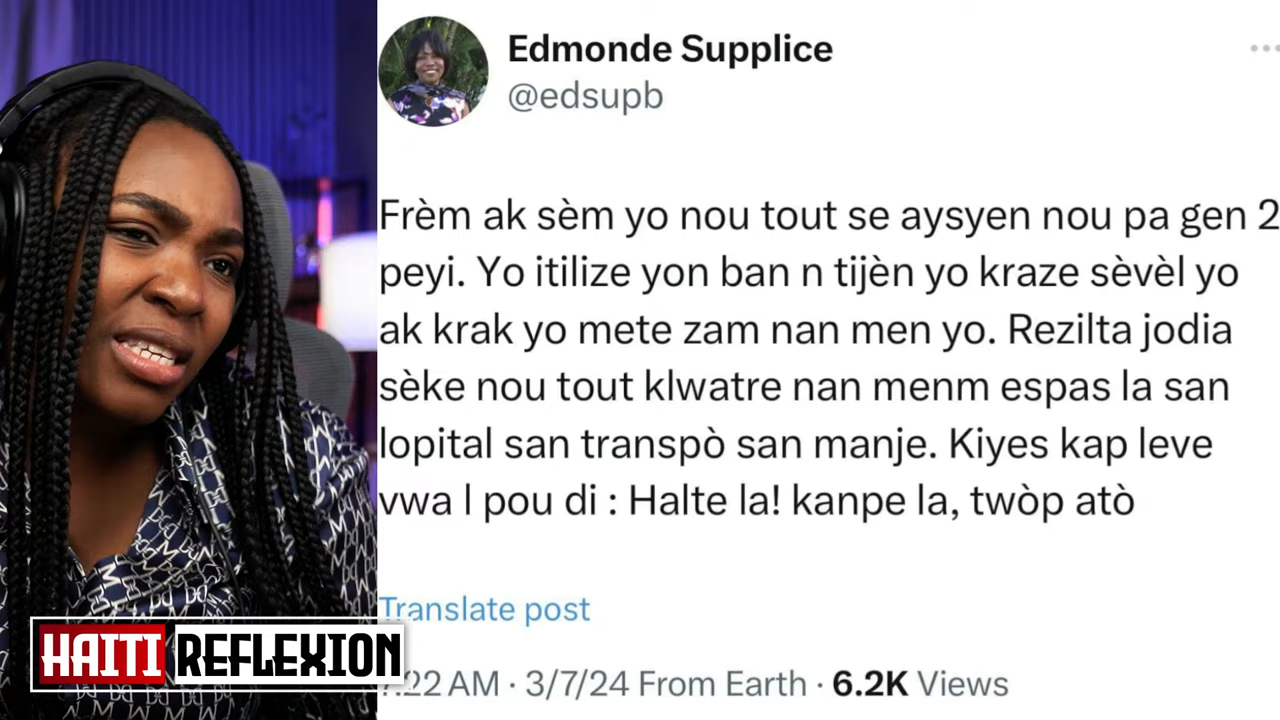 Edmonde Supplice
@edsupb
Frèm ak sèm yo nou tout se aysyen nou pa gen 2
peyi. Yo itilize yon ban n tijèn yo kraze sèvèl yo
ak krak yo mete zam nan men yo. Rezilta jodia
sèke nou tout klwatre nan menm espas la san
lopital san transpò san manje. Kiyes kap leve
vwa l pou di : Halte la! kanpe la, twòp atò
Translate post
:22 AM · 3/7/24 From Earth · 6.2K Views
HAITI REFLEXION